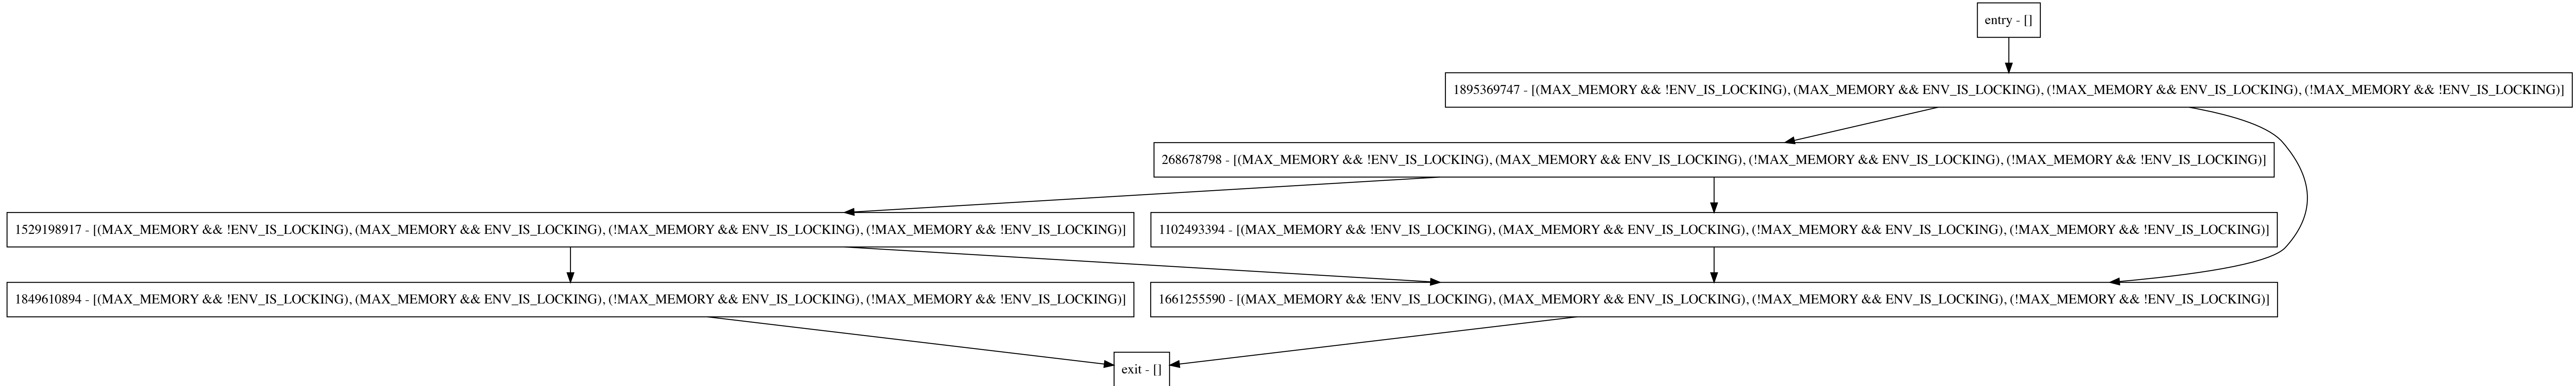 entry - []
1895369747 - [(MAX_MEMORY && !ENV_IS_LOCKING), (MAX_MEMORY && ENV_IS_LOCKING), (!MAX_MEMORY && ENV_IS_LOCKING), (!MAX_MEMORY && !ENV_IS_LOCKING)]
268678798 - [(MAX_MEMORY && !ENV_IS_LOCKING), (MAX_MEMORY && ENV_IS_LOCKING), (!MAX_MEMORY && ENV_IS_LOCKING), (!MAX_MEMORY && !ENV_IS_LOCKING)]
1529198917 - [(MAX_MEMORY && !ENV_IS_LOCKING), (MAX_MEMORY && ENV_IS_LOCKING), (!MAX_MEMORY && ENV_IS_LOCKING), (!MAX_MEMORY && !ENV_IS_LOCKING)]
1102493394 - [(MAX_MEMORY && !ENV_IS_LOCKING), (MAX_MEMORY && ENV_IS_LOCKING), (!MAX_MEMORY && ENV_IS_LOCKING), (!MAX_MEMORY && !ENV_IS_LOCKING)]
1849610894 - [(MAX_MEMORY && !ENV_IS_LOCKING), (MAX_MEMORY && ENV_IS_LOCKING), (!MAX_MEMORY && ENV_IS_LOCKING), (!MAX_MEMORY && !ENV_IS_LOCKING)]
1661255590 - [(MAX_MEMORY && !ENV_IS_LOCKING), (MAX_MEMORY && ENV_IS_LOCKING), (!MAX_MEMORY && ENV_IS_LOCKING), (!MAX_MEMORY && !ENV_IS_LOCKING)]
exit - []